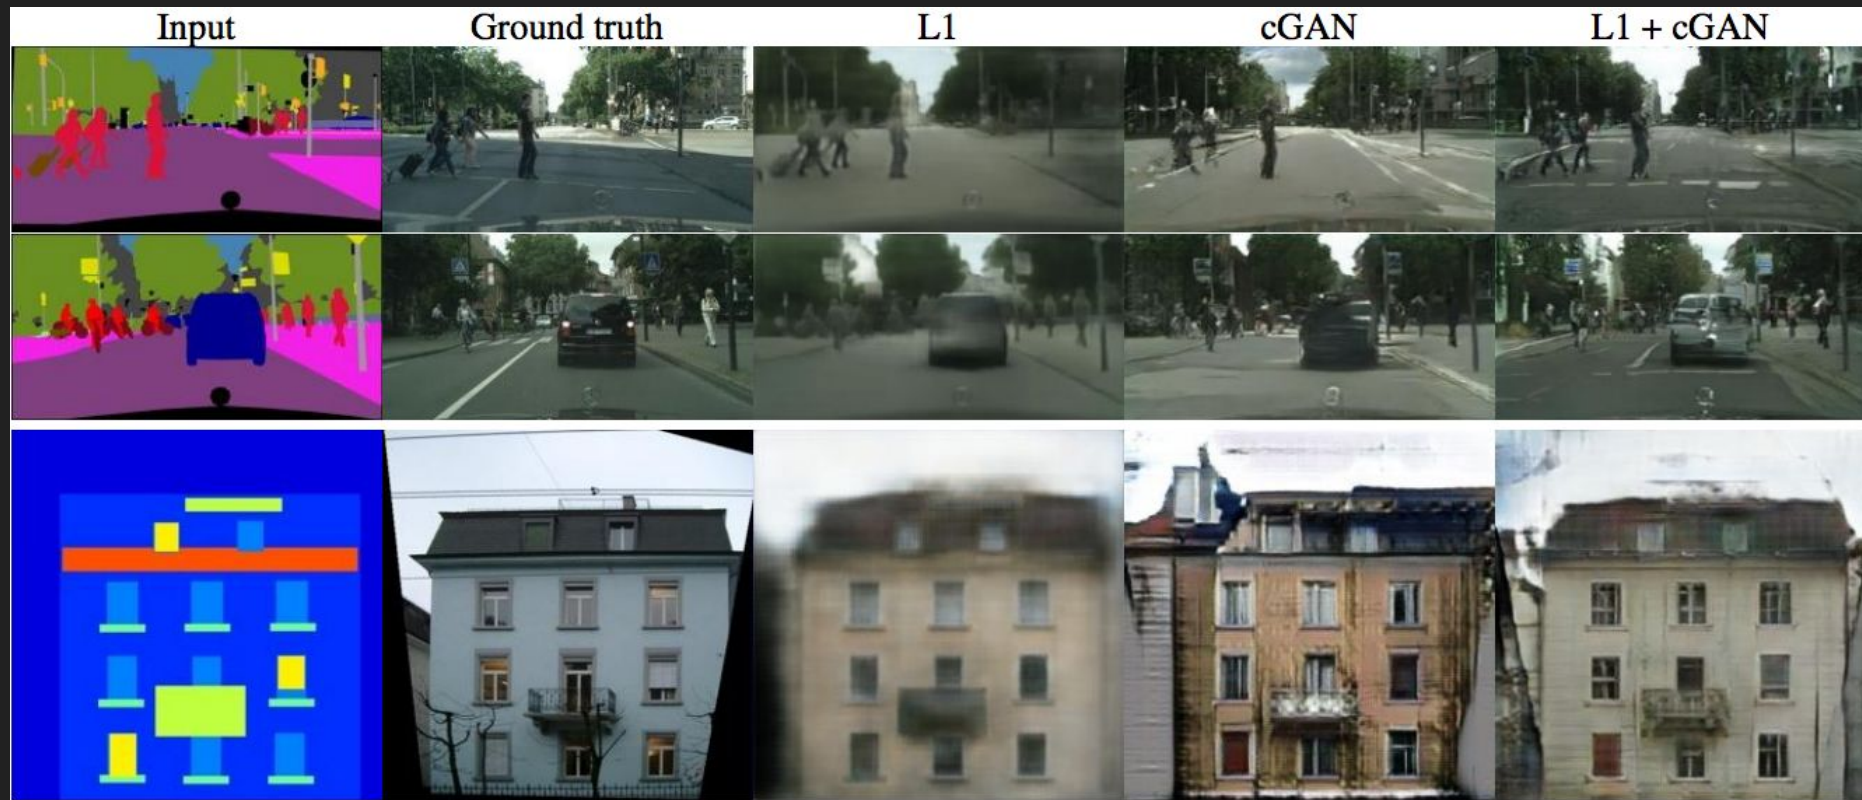 Input
Ground truth
L1
cGAN
L1 + cGAN